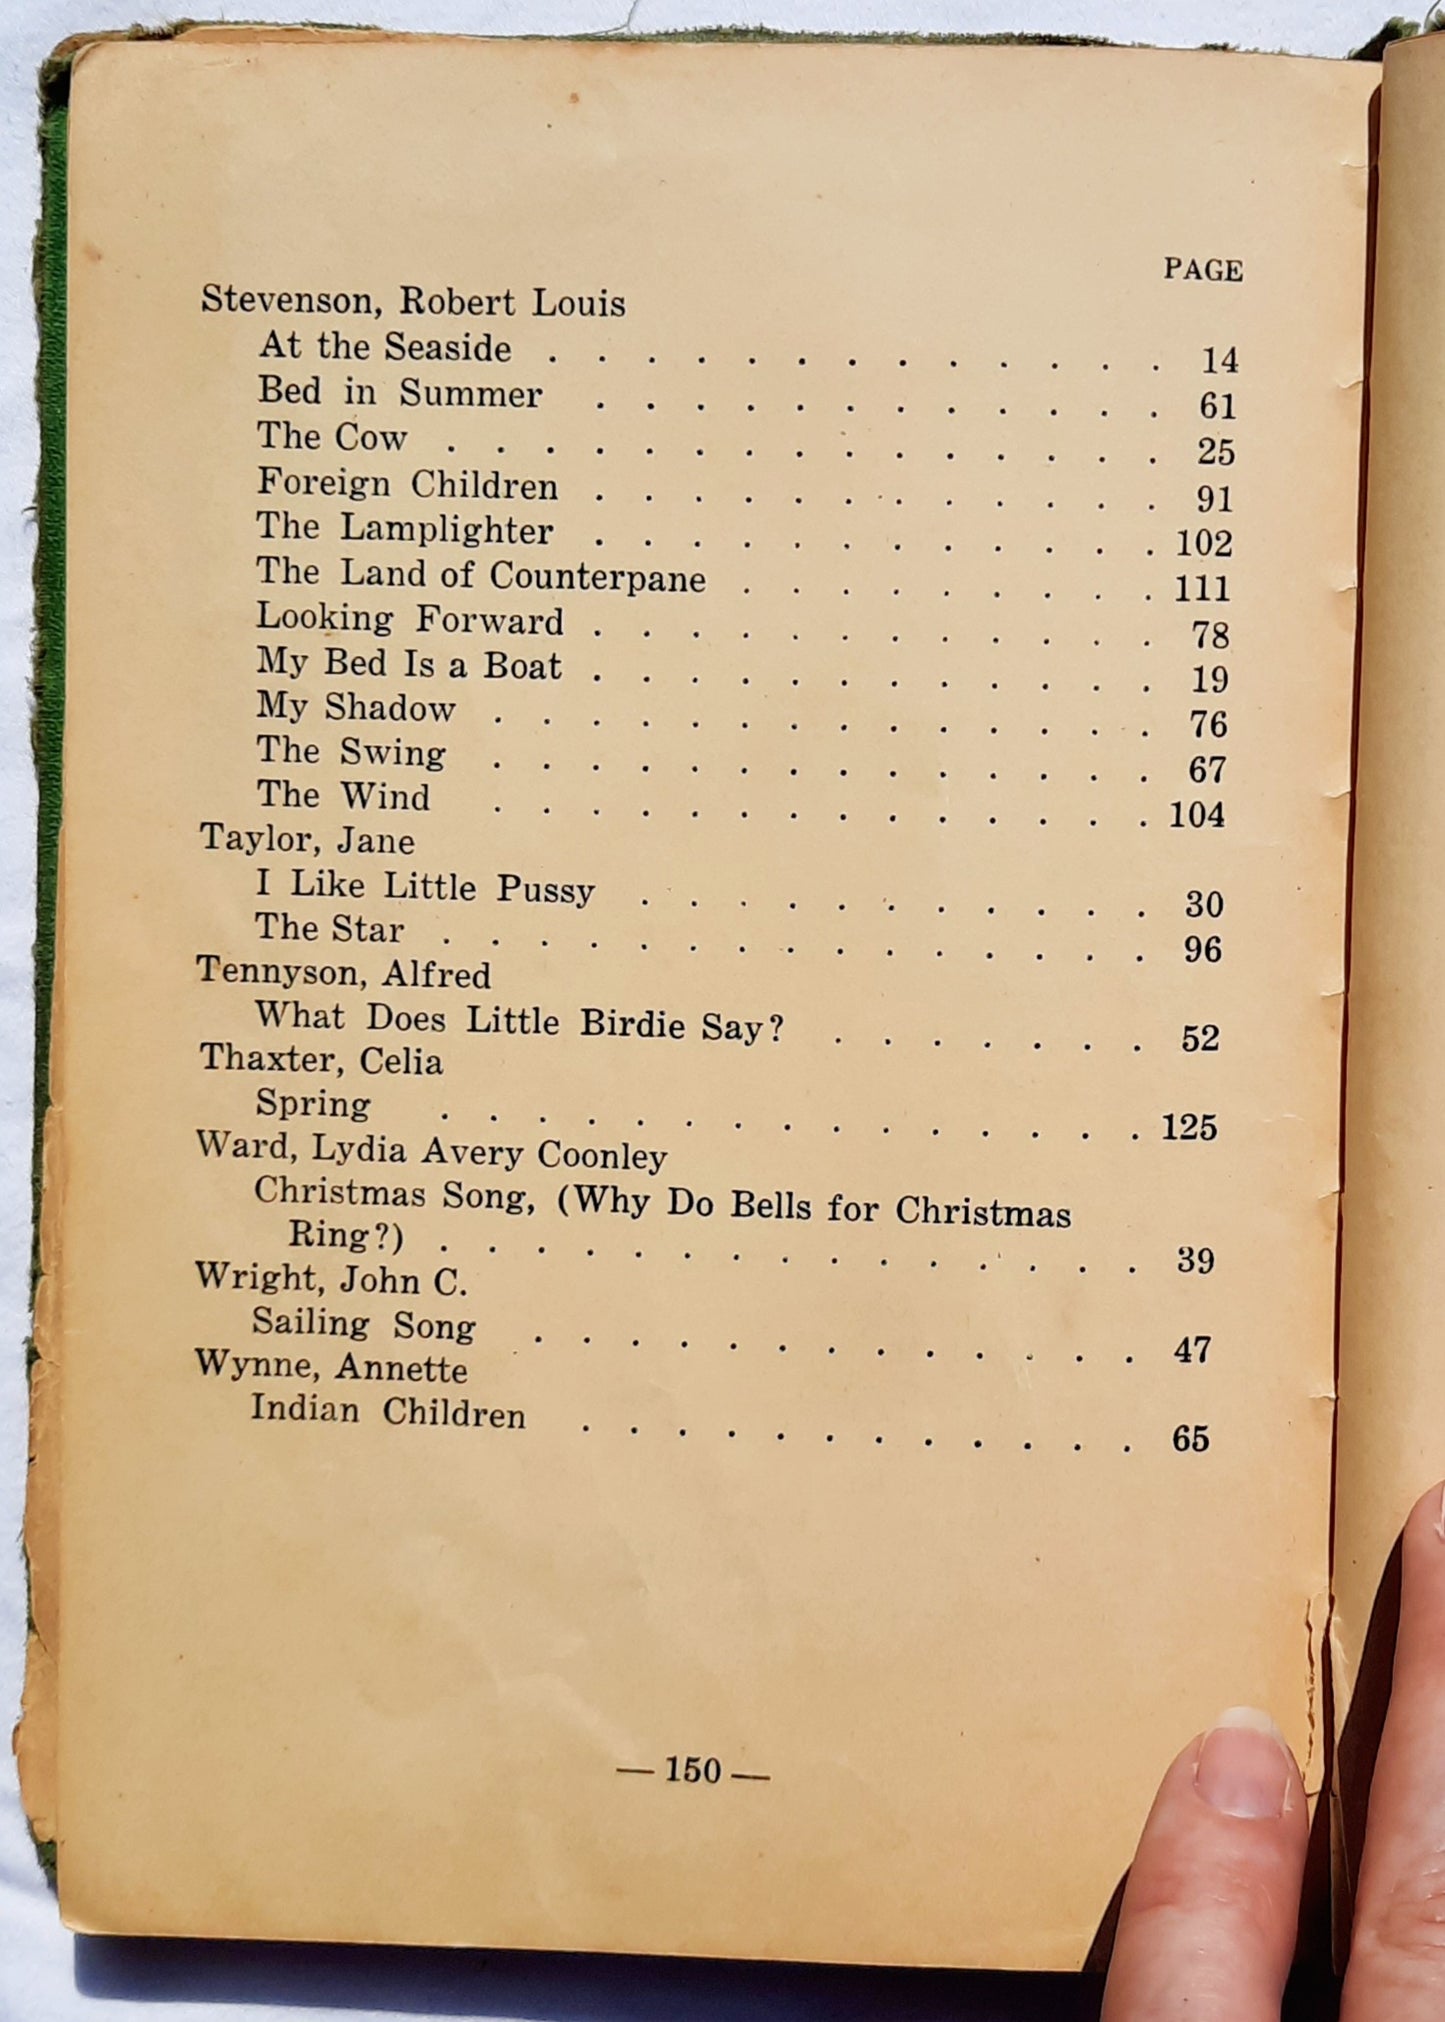 PAGE
Stevenson, Robert Louis
At the Seaside . . . . . . . . . . . . . 14
Bed in Summer . . . . . . . . . . . . 61
The Cow . . . . . . . . . . . . . . . 25
Foreign Children . . . . . . . . . . . . 91
The Lamplighter . . . . . . . . . . . . 102
The Land of Counterpane . . . . . . . . . 111
Looking Forward . . . . . . . . . . . . 78
My Bed Is a Boat . . . . . . . . . . . . 19
My Shadow . . . . . . . . . . . . . . 76
The Swing . . . . . . . . . . . . . . 67
The Wind . . . . . . . . . . . . . . 104
Taylor, Jane
I Like Little Pussy . . . . . . . . . . . 30
The Star . . . . . . . . . . . . . . . 96
Tennyson, Alfred
What Does Little Birdie Say? . . . . . . . 52
Thaxter, Celia
Spring . . . . . . . . . . . . . . . 125
Ward, Lydia Avery Coonley
Christmas Song, (Why Do Bells for Christmas
Ring?) . . . . . . . . . . . . . . . 39
Wright, John C.
Sailing Song . . . . . . . . . . . . . 47
Wynne, Annette
Indian Children . . . . . . . . . . . . 65
— 150 —